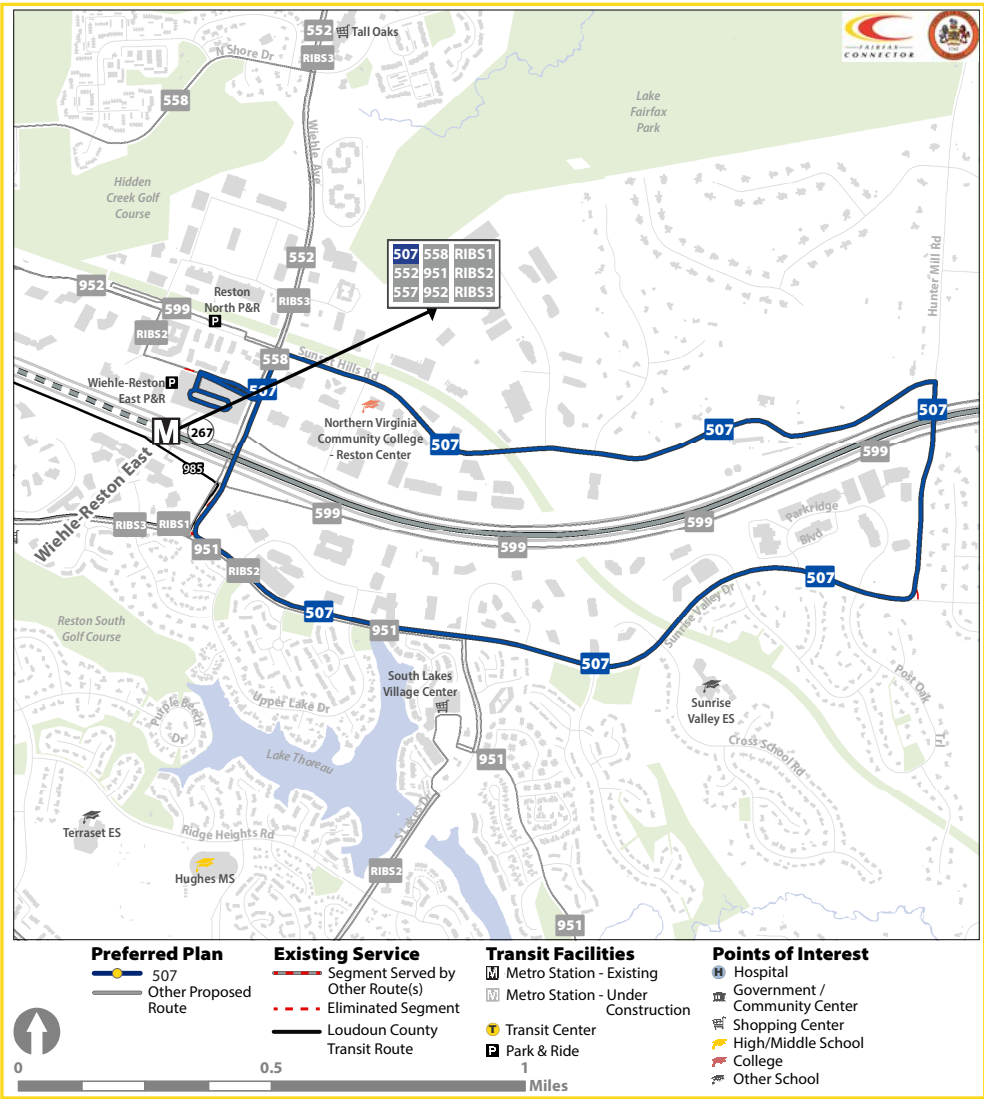 552
Tall Oaks
RIBS3
N Shore Dr
558
FAIRFAX
CONNECTOR
Lake
Fairfax
Park
Wiehle Ave
Hidden
Creek Golf
Course
Hunter Mill Rd
507 558 RIBS1
552 951 RIBS2
557 952 RIBS3
552
952
Reston
North P&R
P
RIBS3
599
RIBS2
558
Sunset Hills Rd
Wiehle-Reston
East P&R
P
507
Northern Virginia
Community College
- Reston Center
507
507
507
M
267
599
985
Wiehle-Reston East
RIBS3
RIBS1
599
599
599
Parkridge
Blvd
951
RIBS2
507
507
951
Sunrise Valley Dr
507
Reston South
Golf Course
South Lakes
Village Center
Sunrise
Valley ES
Post Oak
Trl
Upper Lake Dr
Purple Beech
Dr
Lake Thoreau
951
Cross School Rd
S Lakes Dr
Terraset ES
Ridge Heights Rd
Hughes MS
RIBS2
951
Preferred Plan
507
Other Proposed
Route
Existing Service
Segment Served by
Other Route(s)
Eliminated Segment
Loudoun County
Transit Route
Transit Facilities
M Metro Station - Existing
M Metro Station - Under
Construction
T Transit Center
P Park & Ride
Points of Interest
H Hospital
Government /
Community Center
Shopping Center
High/Middle School
College
Other School
0 0.5 1
Miles